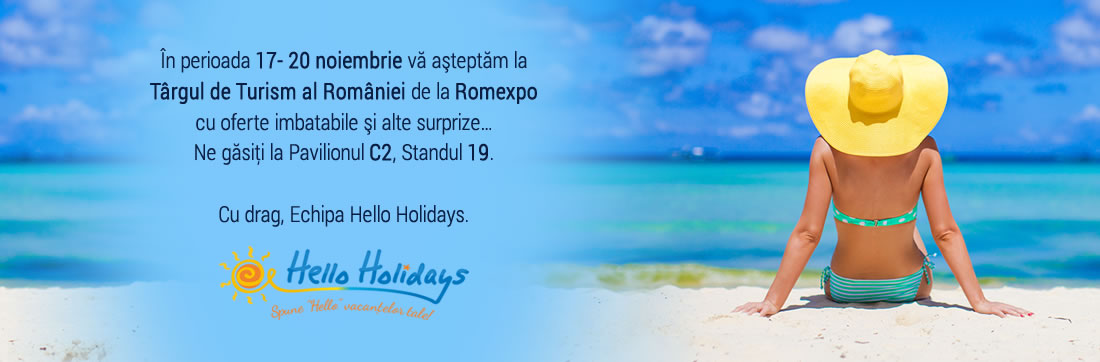 În perioada 17- 20 noiembrie vă aşteptăm la
Târgul de Turism al României de la Romexpo
cu oferte imbatabile şi alte surprize...
Ne găsiți la Pavilionul C2, Standul 19.
Cu drag, Echipa Hello Holidays.
Hello Holidays
Spune "Hello" vacanțelor tale!